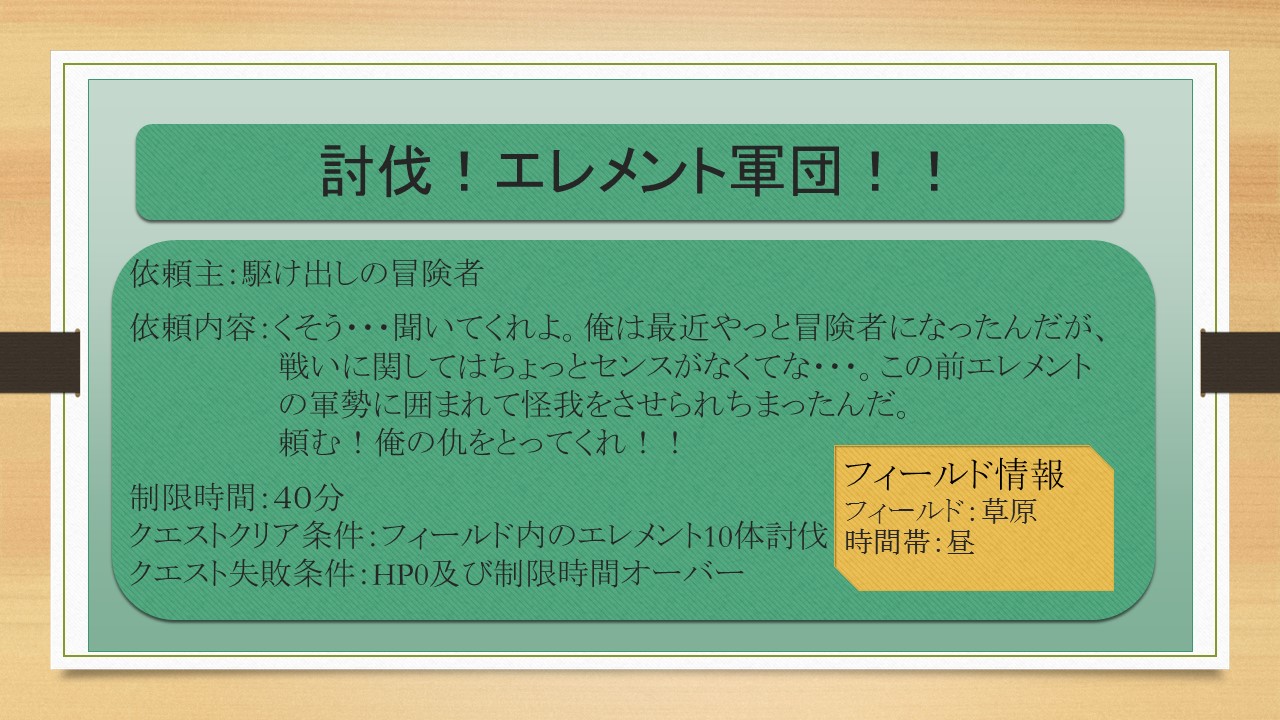 討伐！エレメント軍団！！
依頼主：駆け出しの冒険者
依頼内容：くそう・・・聞いてくれよ。俺は最近やっと冒険者になったんだが、
戦いに関してはちょっとセンスがなくてな・・・。この前エレメント
の軍勢に囲まれて怪我をさせられちまったんだ。
頼む！俺の仇をとってくれ！！
制限時間：４０分
クエストクリア条件：フィールド内のエレメント10体討伐
クエスト失敗条件：HP0及び制限時間オーバー
フィールド情報
フィールド：草原
時間帯：昼